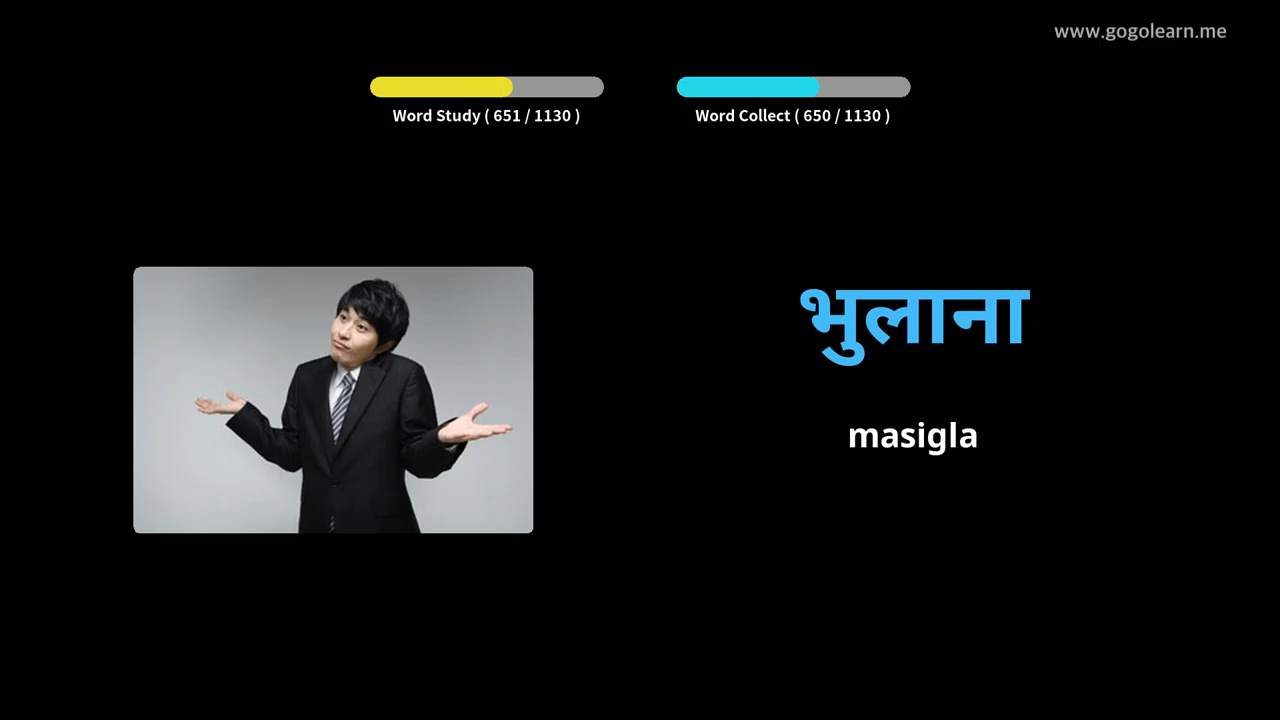 www.gogolearn.me
Word Study ( 651 / 1130 )
Word Collect ( 650 / 1130 )
भुलाना
masigla